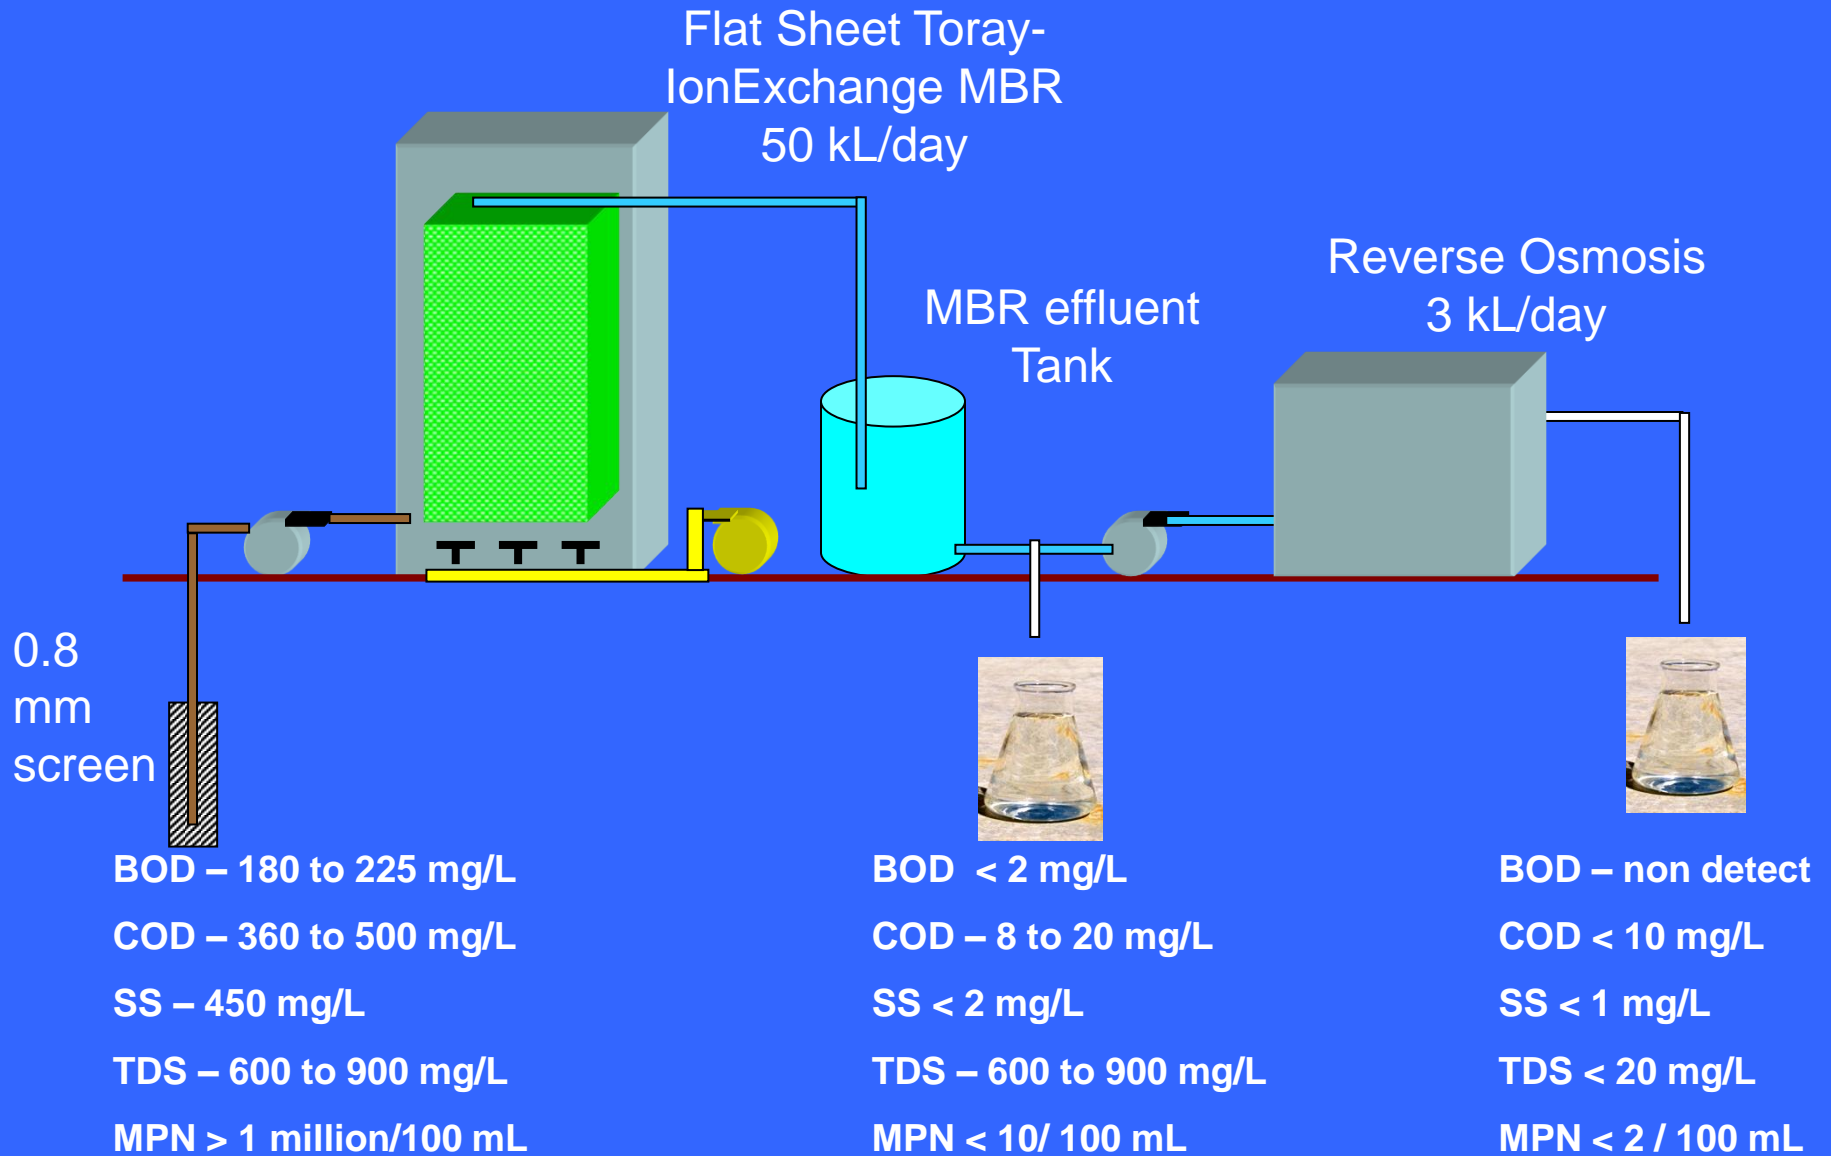 Flat Sheet Toray-
IonExchange MBR
50 kL/day
Reverse Osmosis
3 kL/day
MBR effluent
Tank
0.8
mm
screen
BOD – 180 to 225 mg/L
COD – 360 to 500 mg/L
SS – 450 mg/L
TDS – 600 to 900 mg/L
MPN > 1 million/100 mL
BOD < 2 mg/L
COD – 8 to 20 mg/L
SS < 2 mg/L
TDS – 600 to 900 mg/L
MPN < 10/ 100 mL
BOD – non detect
COD < 10 mg/L
SS < 1 mg/L
TDS < 20 mg/L
MPN < 2 / 100 mL